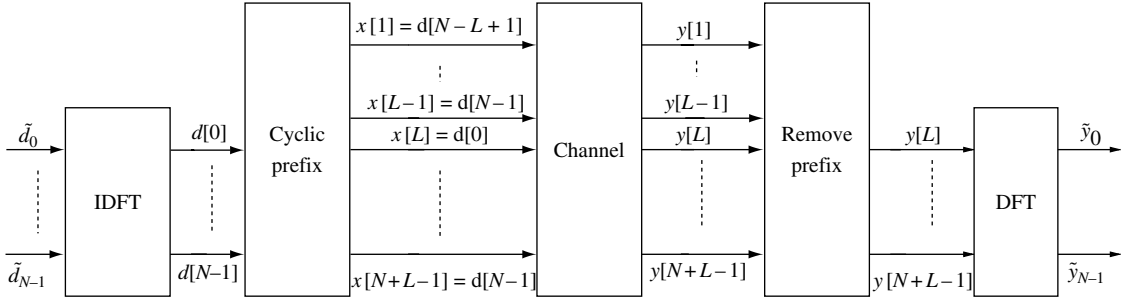 x[1] = d[N – L + 1]
y[1]
x[L–1] = d[N–1]
y[L–1]
d̃₀
d[0]
Cyclic
prefix
x[L] = d[0]
Channel
y[L]
Remove
prefix
y[L]
ỹ₀
IDFT
DFT
d̃_{N–1}
d[N–1]
x[N+L–1] = d[N–1]
y[N+L–1]
y[N+L–1]
ỹ_{N–1}